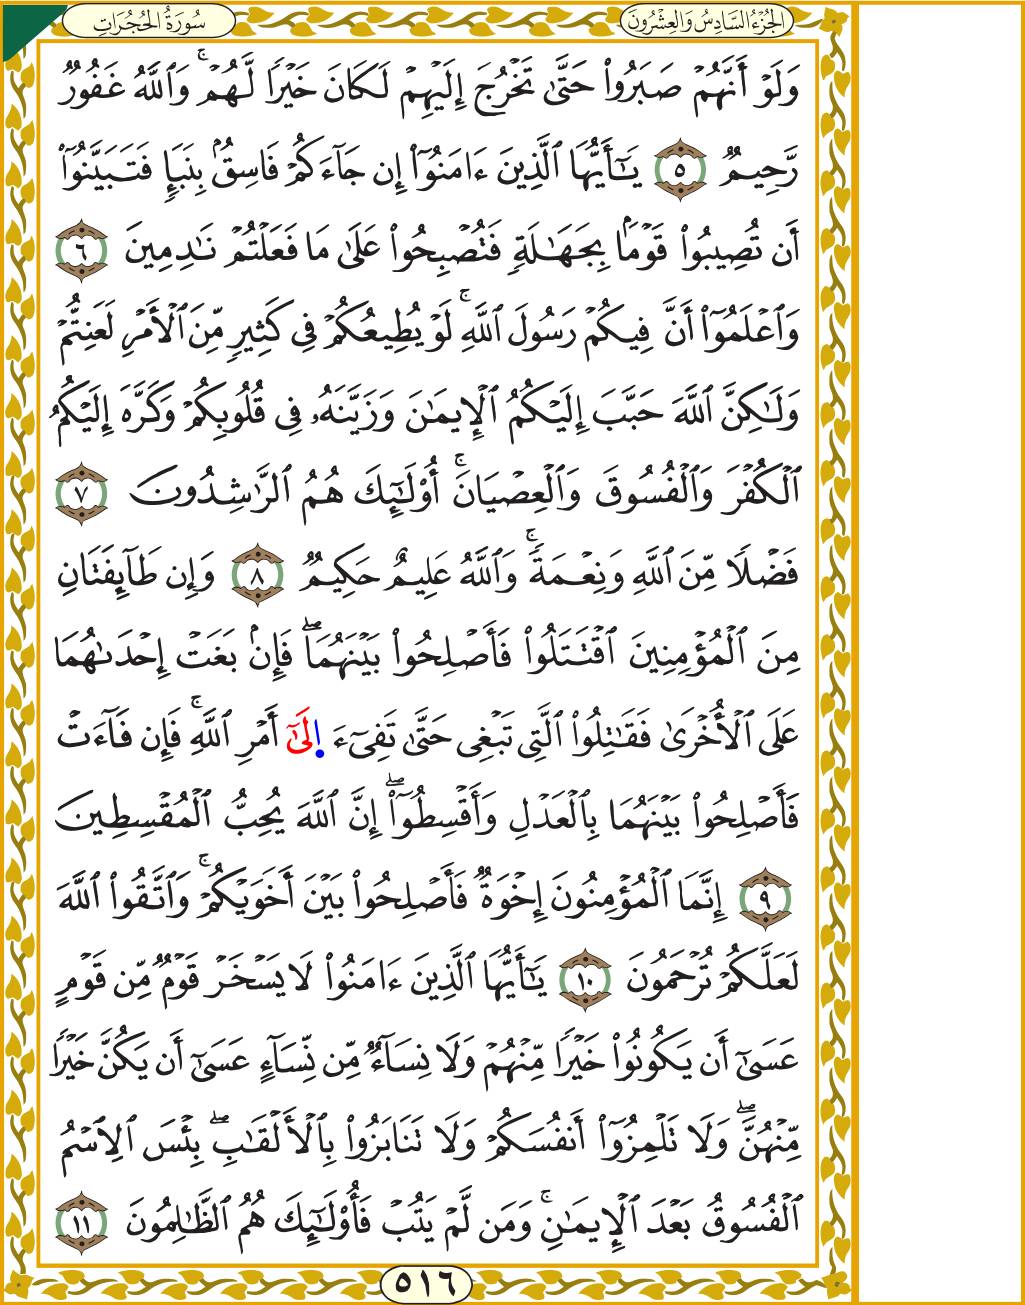 الجُزْءُ السَّادِسُ وَالعِشْرُونَ
سُورَةُ الحُجُرَاتِ
وَلَوْ أَنَّهُمْ صَبَرُوا۟ حَتَّىٰ تَخْرُجَ إِلَيْهِمْ لَكَانَ خَيْرًا لَّهُمْ ۚ وَٱللَّهُ غَفُورٌ
رَّحِيمٌ ٥ يَـٰٓأَيُّهَا ٱلَّذِينَ ءَامَنُوٓا۟ إِن جَآءَكُمْ فَاسِقٌۢ بِنَبَإٍ فَتَبَيَّنُوٓا۟
أَن تُصِيبُوا۟ قَوْمًۢا بِجَهَـٰلَةٍ فَتُصْبِحُوا۟ عَلَىٰ مَا فَعَلْتُمْ نَـٰدِمِينَ ٦
وَٱعْلَمُوٓا۟ أَنَّ فِيكُمْ رَسُولَ ٱللَّهِ ۚ لَوْ يُطِيعُكُمْ فِى كَثِيرٍ مِّنَ ٱلْأَمْرِ لَعَنِتُّمْ
وَلَـٰكِنَّ ٱللَّهَ حَبَّبَ إِلَيْكُمُ ٱلْإِيمَـٰنَ وَزَيَّنَهُۥ فِى قُلُوبِكُمْ وَكَرَّهَ إِلَيْكُمُ
ٱلْكُفْرَ وَٱلْفُسُوقَ وَٱلْعِصْيَانَ ۚ أُو۟لَـٰٓئِكَ هُمُ ٱلرَّٰشِدُونَ ٧
فَضْلًا مِّنَ ٱللَّهِ وَنِعْمَةً ۚ وَٱللَّهُ عَلِيمٌ حَكِيمٌ ٨ وَإِن طَآئِفَتَانِ
مِنَ ٱلْمُؤْمِنِينَ ٱقْتَتَلُوا۟ فَأَصْلِحُوا۟ بَيْنَهُمَا ۖ فَإِنۢ بَغَتْ إِحْدَىٰهُمَا
عَلَى ٱلْأُخْرَىٰ فَقَـٰتِلُوا۟ ٱلَّتِى تَبْغِى حَتَّىٰ تَفِىٓءَ إِلَىٰٓ أَمْرِ ٱللَّهِ ۚ فَإِن فَآءَتْ
فَأَصْلِحُوا۟ بَيْنَهُمَا بِٱلْعَدْلِ وَأَقْسِطُوٓا۟ ۖ إِنَّ ٱللَّهَ يُحِبُّ ٱلْمُقْسِطِينَ
٩ إِنَّمَا ٱلْمُؤْمِنُونَ إِخْوَةٌ فَأَصْلِحُوا۟ بَيْنَ أَخَوَيْكُمْ ۚ وَٱتَّقُوا۟ ٱللَّهَ
لَعَلَّكُمْ تُرْحَمُونَ ١٠ يَـٰٓأَيُّهَا ٱلَّذِينَ ءَامَنُوا۟ لَا يَسْخَرْ قَوْمٌ مِّن قَوْمٍ
عَسَىٰٓ أَن يَكُونُوا۟ خَيْرًا مِّنْهُمْ وَلَا نِسَآءٌ مِّن نِّسَآءٍ عَسَىٰٓ أَن يَكُنَّ خَيْرًا
مِّنْهُنَّ ۖ وَلَا تَلْمِزُوٓا۟ أَنفُسَكُمْ وَلَا تَنَابَزُوا۟ بِٱلْأَلْقَـٰبِ ۖ بِئْسَ ٱلِٱسْمُ
ٱلْفُسُوقُ بَعْدَ ٱلْإِيمَـٰنِ ۚ وَمَن لَّمْ يَتُبْ فَأُو۟لَـٰٓئِكَ هُمُ ٱلظَّـٰلِمُونَ ١١
٥١٦